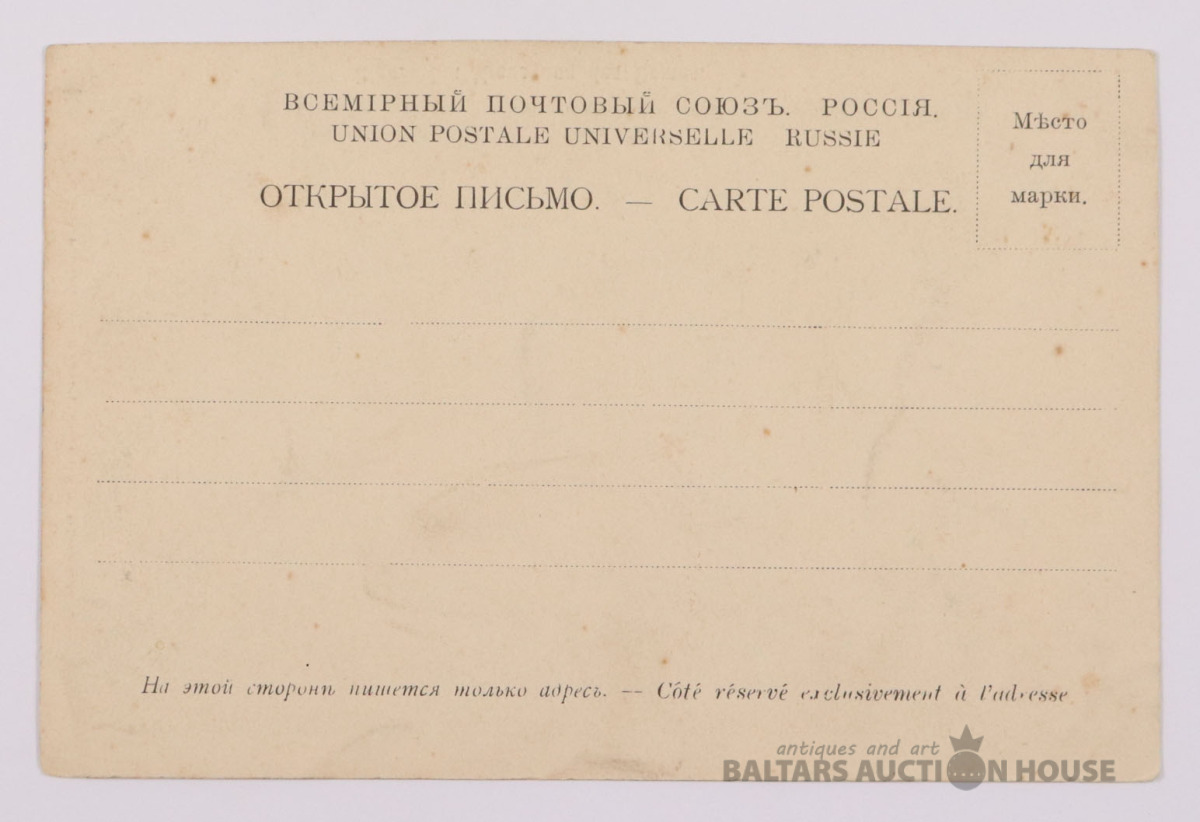 ВСЕМІРНЫЙ ПОЧТОВЫЙ СОЮЗЪ. РОССІЯ.
UNION POSTALE UNIVERSELLE RUSSIE
ОТКРЫТОЕ ПИСЬМО. — CARTE POSTALE.
Мѣсто
для
марки.
На этой сторонѣ пишется только адресъ. — Côté réservé exclusivement à l'adresse
antiques and art
BALTARS AUCTION HOUSE